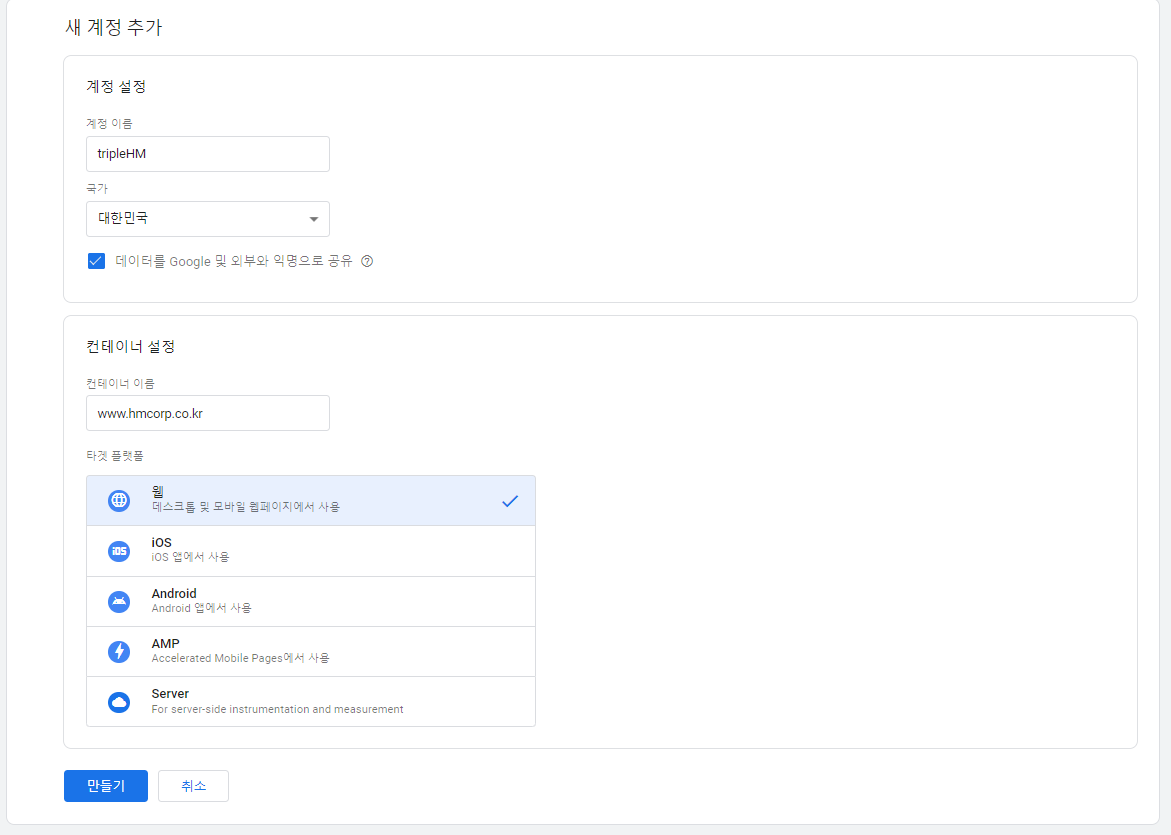 새 계정 추가
계정 설정
계정 이름
tripleHM
국가
대한민국
데이터를 Google 및 외부와 익명으로 공유
컨테이너 설정
컨테이너 이름
www.hmcorp.co.kr
타겟 플랫폼
웹
데스크톱 및 모바일 웹페이지에서 사용
iOS
iOS
iOS 앱에서 사용
Android
Android 앱에서 사용
AMP
Accelerated Mobile Pages에서 사용
Server
For server-side instrumentation and measurement
만들기 취소